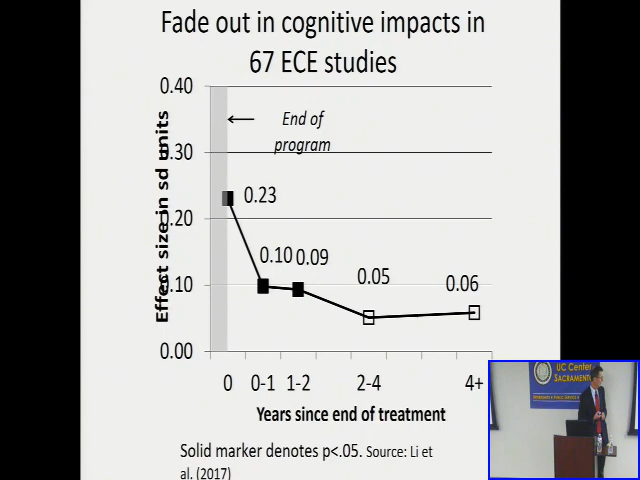 Fade out in cognitive impacts in
67 ECE studies
0.40
End of
program
0.30
0.23
0.20
0.10 0.09
0.05
0.06
0.10
0.00
Effect size in sd units
0 0-1 1-2 2-4 4+
Years since end of treatment
Solid marker denotes p<.05. Source: Li et
al. (2017)
UC Center
SACRAMENTO